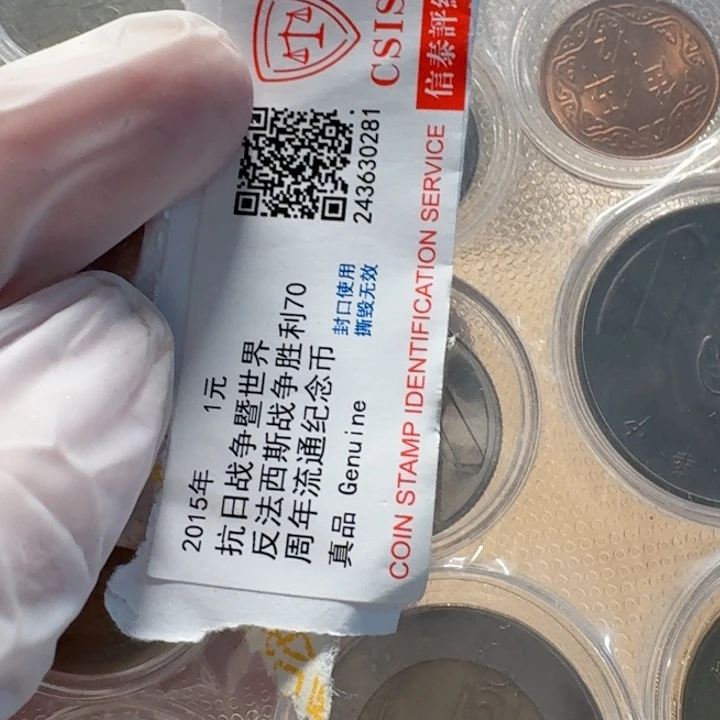 CSIS
信泰評級
243630281
COIN STAMP IDENTIFICATION SERVICE
封口使用
撕毁无效
2015年 1元
抗日战争暨世界
反法西斯战争胜利70
周年流通纪念币
真品 Genuine